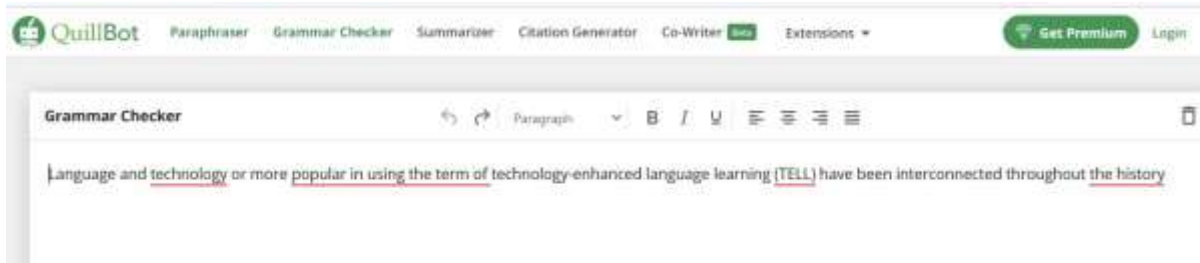 QuillBot Paraphraser Grammar Checker Summarizer Citation Generator Co-Writer Beta Extensions Get Premium Login
Grammar Checker Paragraph B I U
Language and technology or more popular in using the term of technology-enhanced language learning (TELL) have been interconnected throughout the history